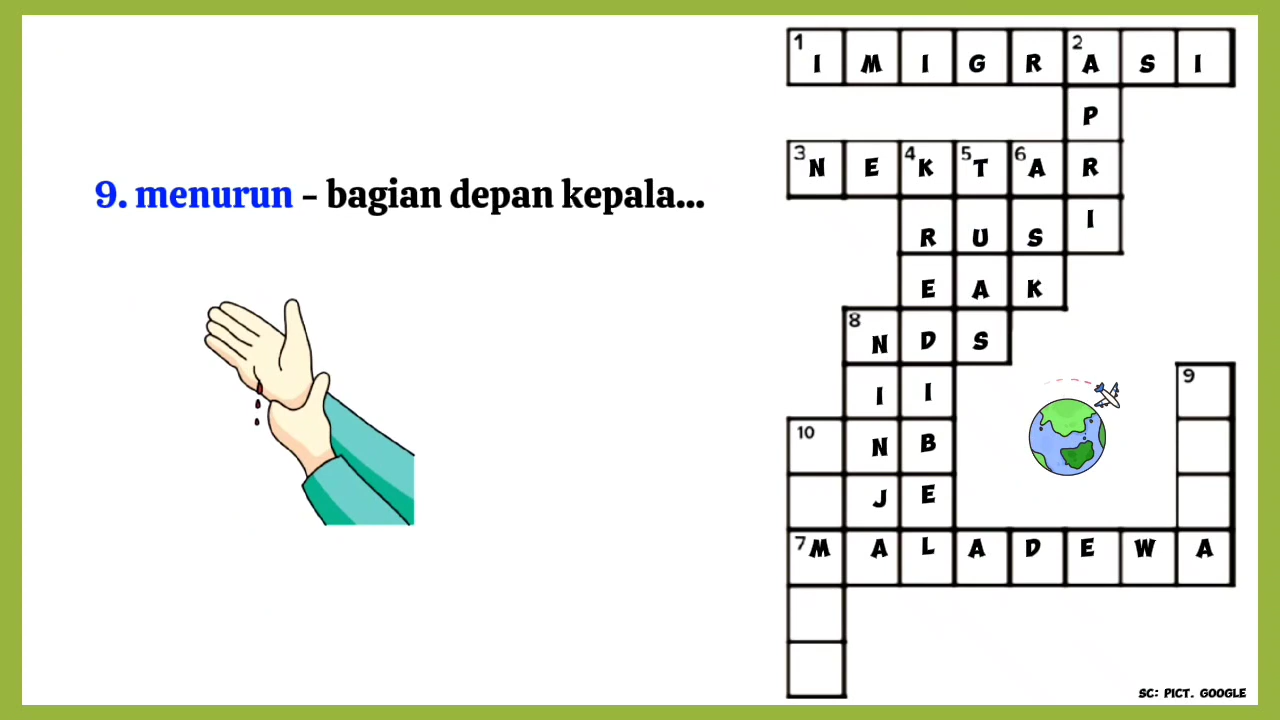 9. menurun - bagian depan kepala...
1 I M I G R 2 A S I
P
3 N E 4 K 5 T 6 A R
R U S I
E A K
8 N D S
I I 9
10 N B
J E
7 M A L A D E W A
SC: PICT. GOOGLE